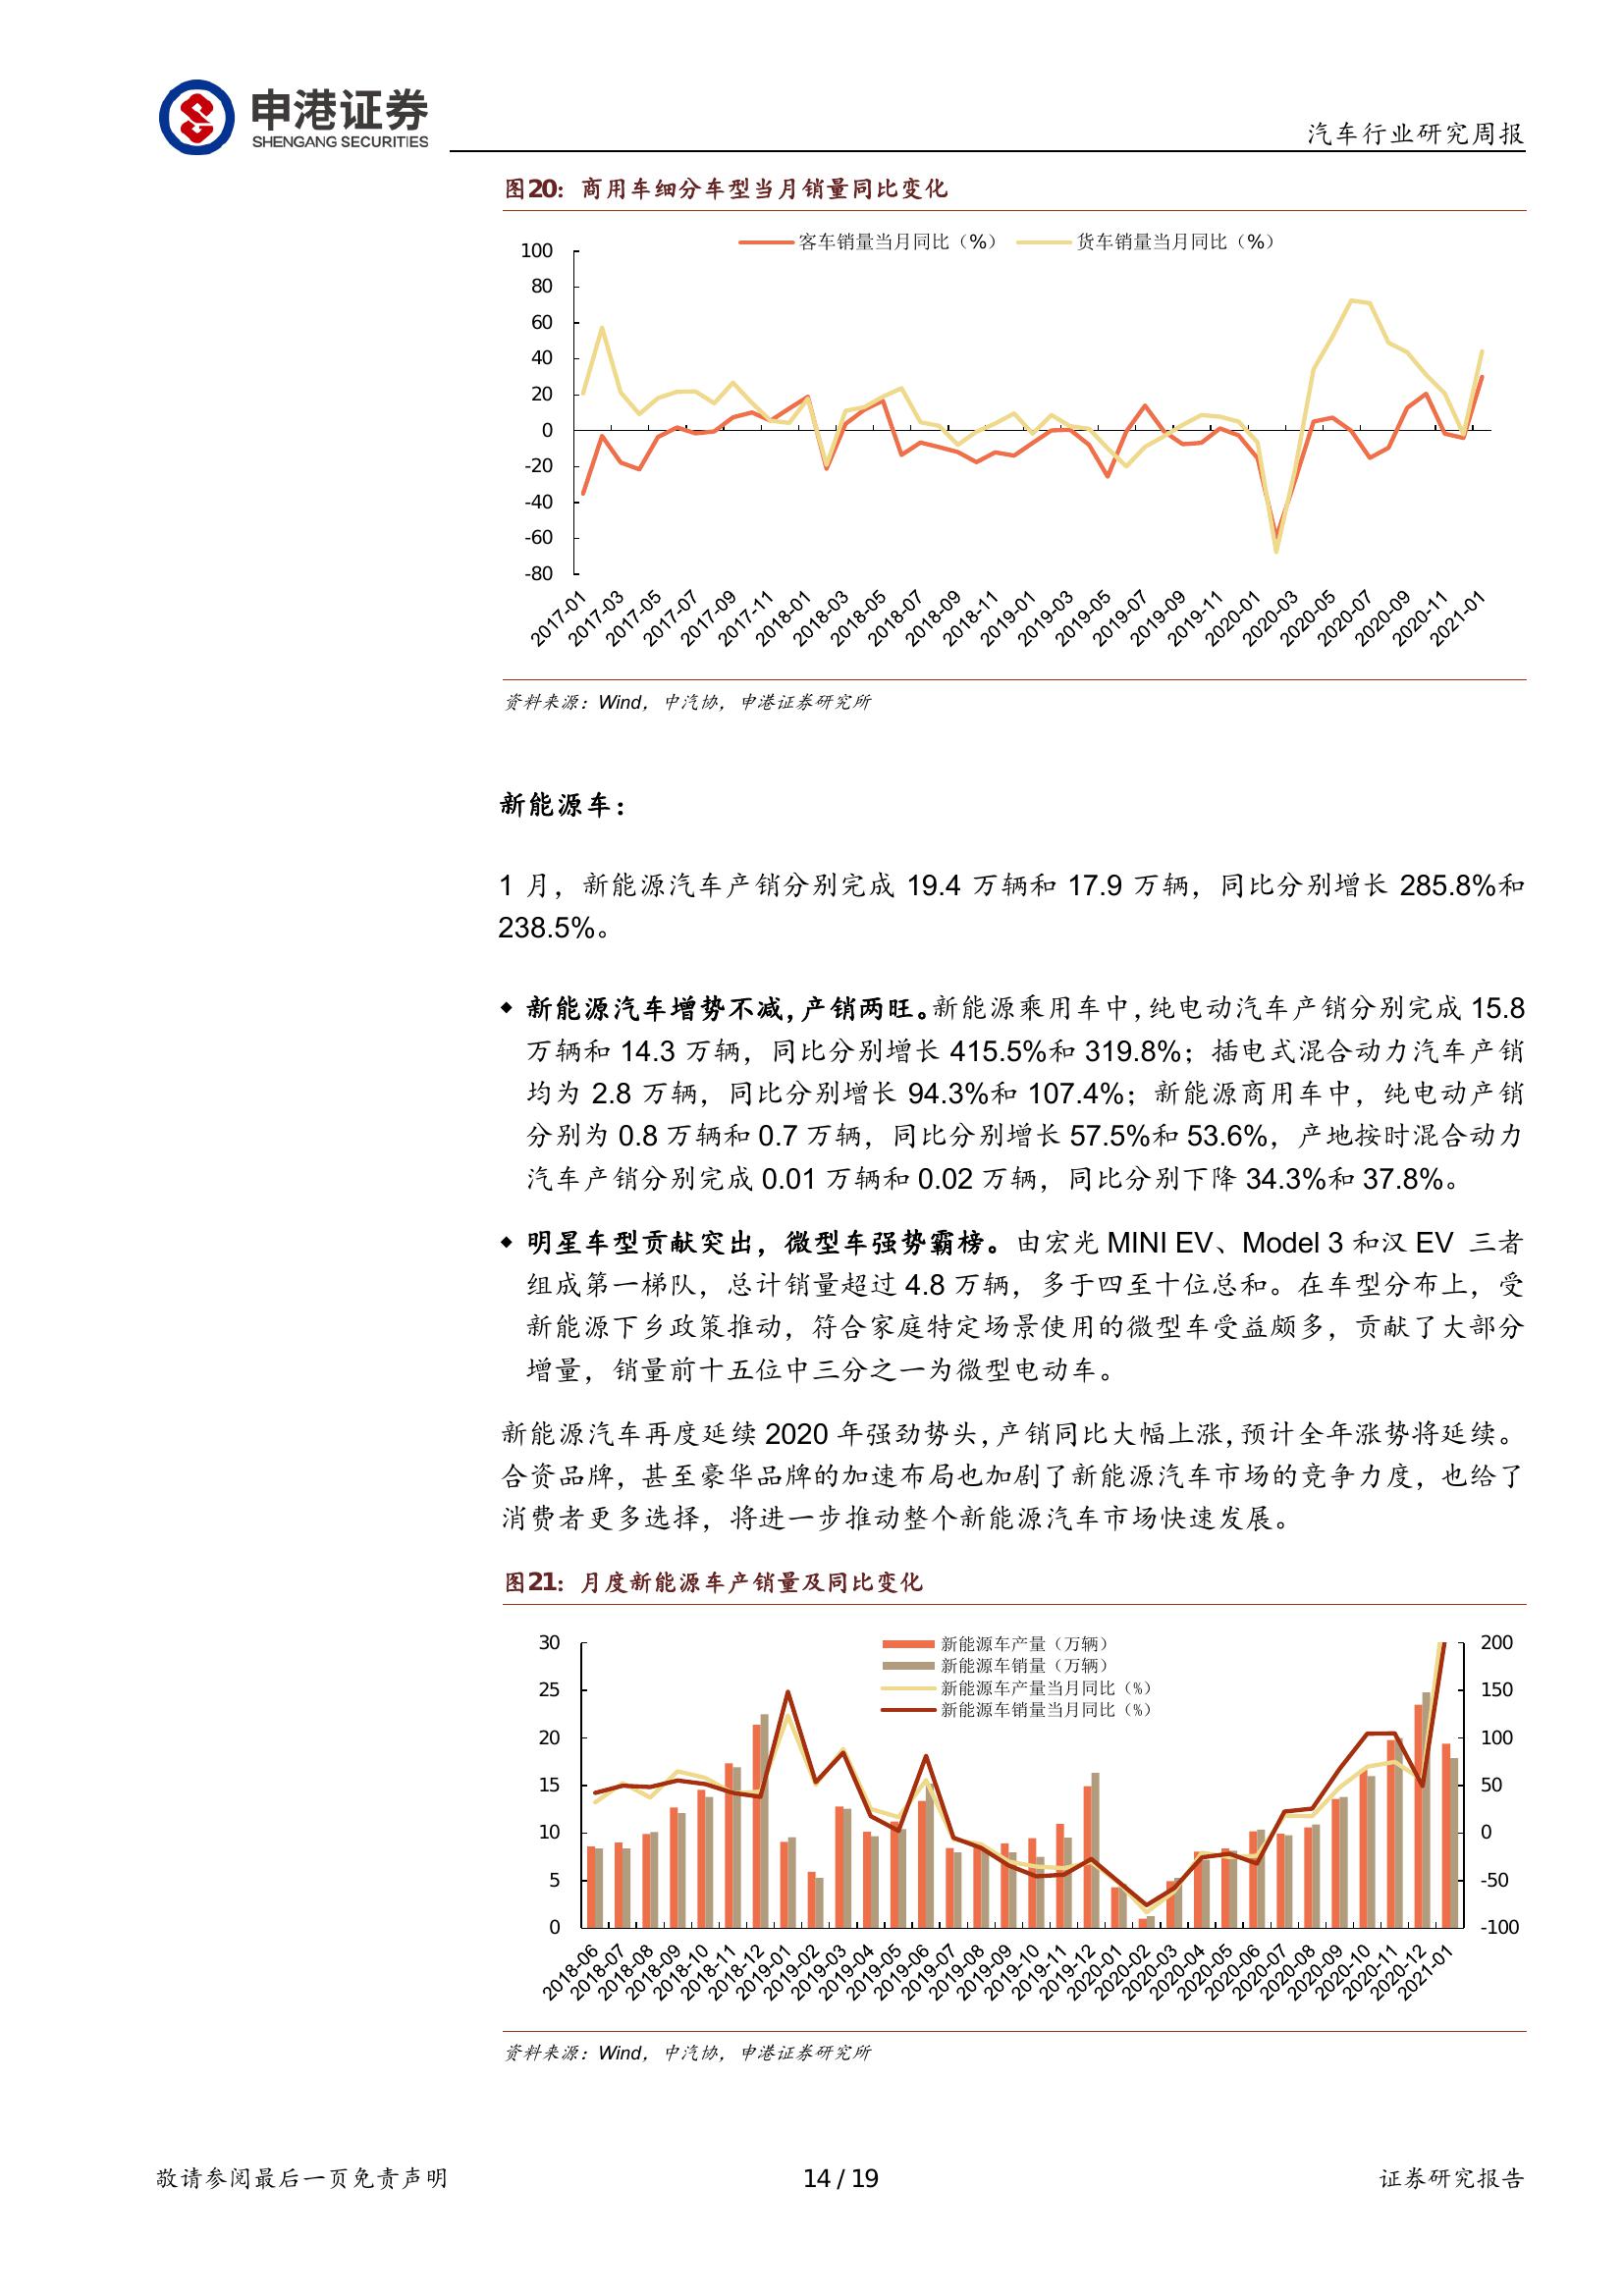 申港证券
SHENGANG SECURITIES
汽车行业研究周报
图20：商用车细分车型当月销量同比变化
客车销量当月同比（%） 货车销量当月同比（%）
100
80
60
40
20
0
-20
-40
-60
-80
2017-01 2017-03 2017-05 2017-07 2017-09 2017-11 2018-01 2018-03 2018-05 2018-07 2018-09 2018-11 2019-01 2019-03 2019-05 2019-07 2019-09 2019-11 2020-01 2020-03 2020-05 2020-07 2020-09 2020-11 2021-01
资料来源：Wind，中汽协，申港证券研究所
新能源车：
1 月，新能源汽车产销分别完成 19.4 万辆和 17.9 万辆，同比分别增长 285.8%和
238.5%。
◆ 新能源汽车增势不减，产销两旺。新能源乘用车中，纯电动汽车产销分别完成 15.8
万辆和 14.3 万辆，同比分别增长 415.5%和 319.8%；插电式混合动力汽车产销
均为 2.8 万辆，同比分别增长 94.3%和 107.4%；新能源商用车中，纯电动产销
分别为 0.8 万辆和 0.7 万辆，同比分别增长 57.5%和 53.6%，产地按时混合动力
汽车产销分别完成 0.01 万辆和 0.02 万辆，同比分别下降 34.3%和 37.8%。
◆ 明星车型贡献突出，微型车强势霸榜。由宏光 MINI EV、Model 3 和汉 EV 三者
组成第一梯队，总计销量超过 4.8 万辆，多于四至十位总和。在车型分布上，受
新能源下乡政策推动，符合家庭特定场景使用的微型车受益颇多，贡献了大部分
增量，销量前十五位中三分之一为微型电动车。
新能源汽车再度延续 2020 年强劲势头，产销同比大幅上涨，预计全年涨势将延续。
合资品牌，甚至豪华品牌的加速布局也加剧了新能源汽车市场的竞争力度，也给了
消费者更多选择，将进一步推动整个新能源汽车市场快速发展。
图21：月度新能源车产销量及同比变化
新能源车产量（万辆）
新能源车销量（万辆）
新能源车产量当月同比（%）
新能源车销量当月同比（%）
30 200
25 150
20 100
15 50
10 0
5 -50
0 -100
2018-06 2018-07 2018-08 2018-09 2018-10 2018-11 2018-12 2019-01 2019-02 2019-03 2019-04 2019-05 2019-06 2019-07 2019-08 2019-09 2019-10 2019-11 2019-12 2020-01 2020-02 2020-03 2020-04 2020-05 2020-06 2020-07 2020-08 2020-09 2020-10 2020-11 2020-12 2021-01
资料来源：Wind，中汽协，申港证券研究所
敬请参阅最后一页免责声明 14 / 19 证券研究报告